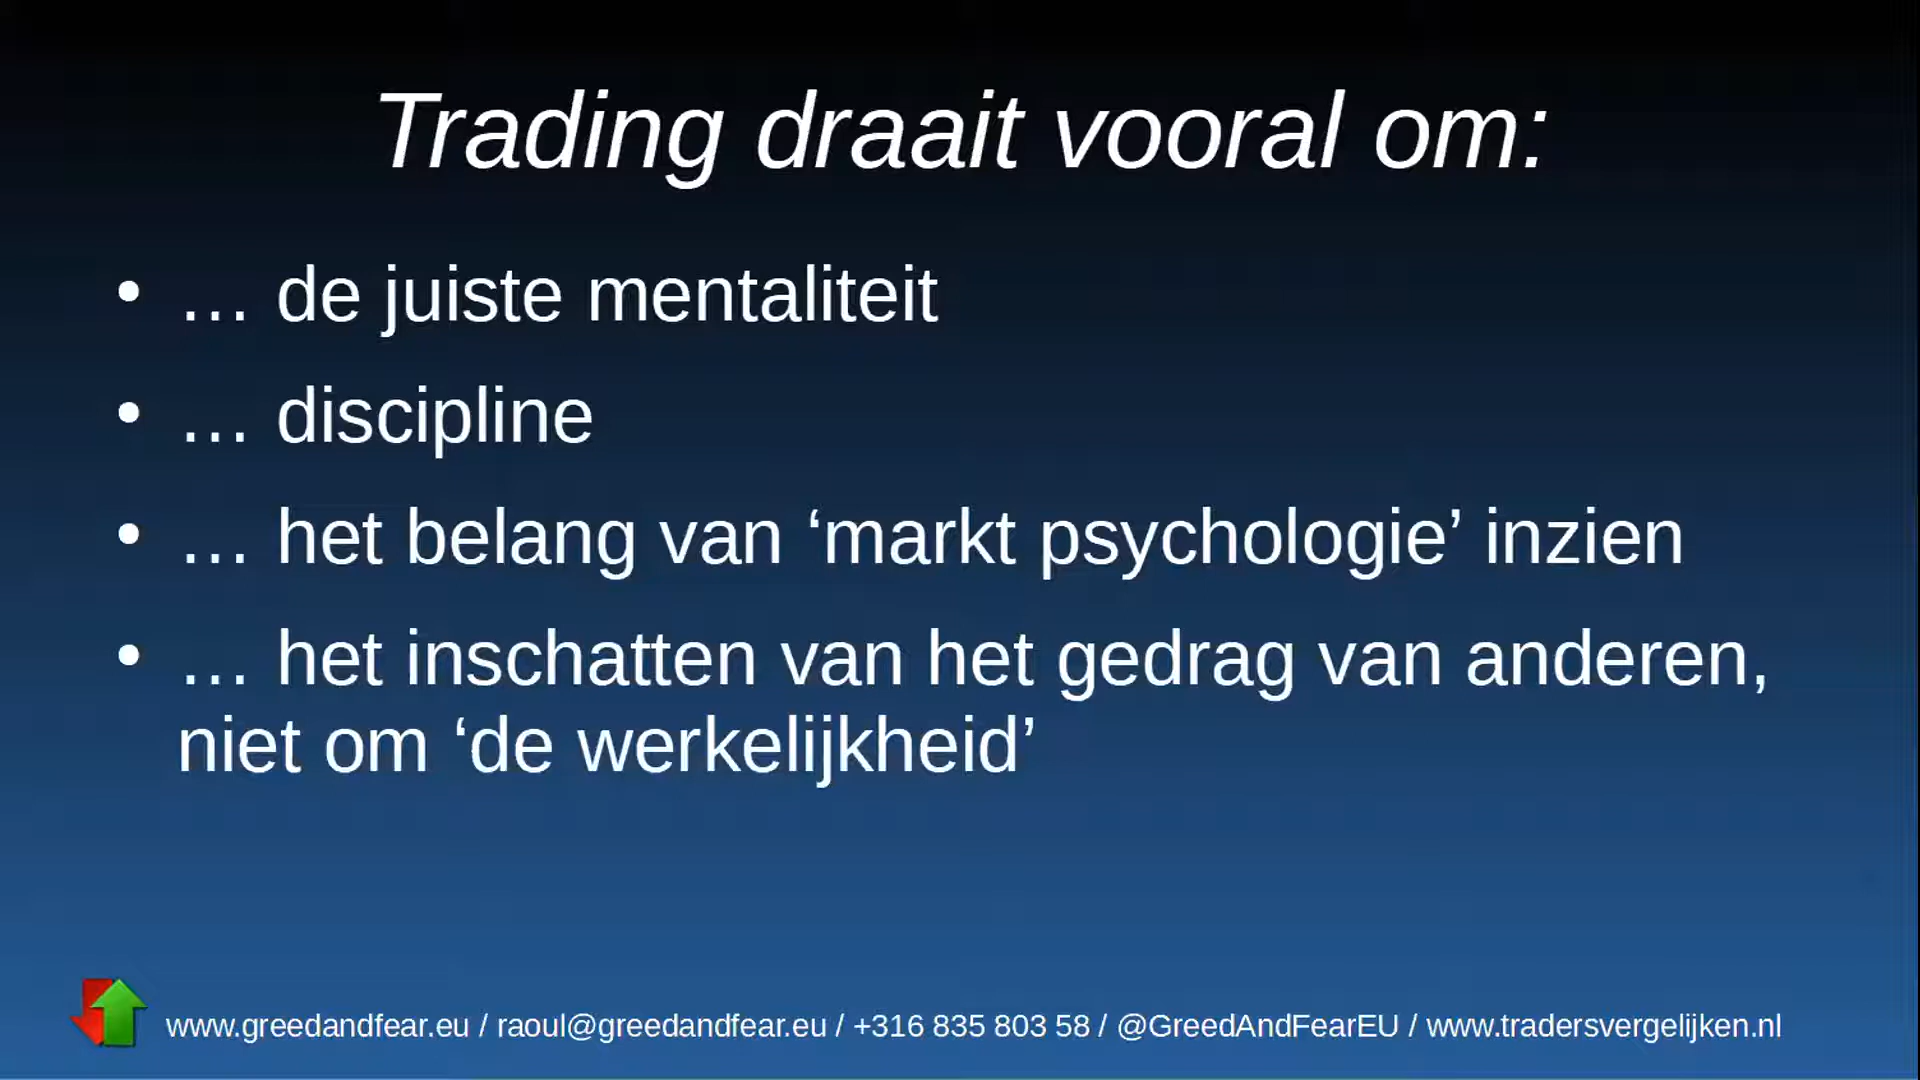 Trading draait vooral om:
• … de juiste mentaliteit
• … discipline
• … het belang van ‘markt psychologie’ inzien
• … het inschatten van het gedrag van anderen,
niet om ‘de werkelijkheid’
www.greedandfear.eu / raoul@greedandfear.eu / +316 835 803 58 / @GreedAndFearEU / www.tradersvergelijken.nl